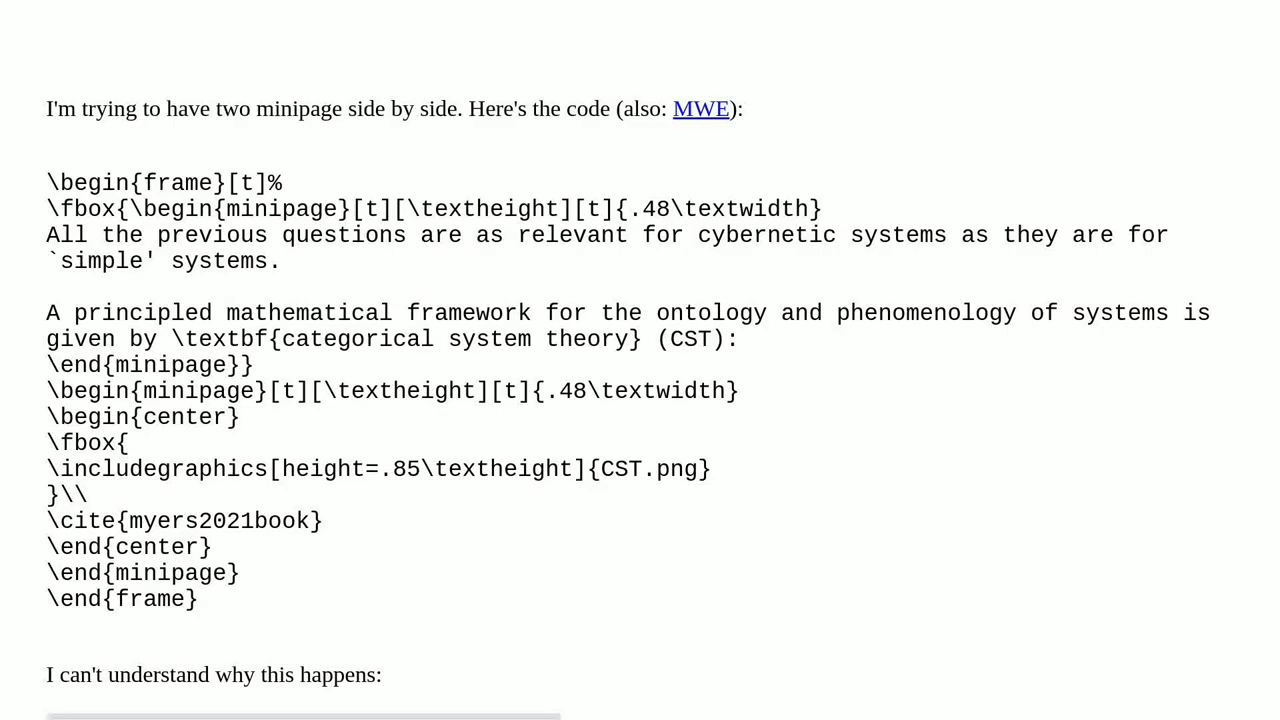 I'm trying to have two minipage side by side. Here's the code (also: MWE):
\begin{frame}[t]%
\fbox{\begin{minipage}[t][\textheight][t]{.48\textwidth}
All the previous questions are as relevant for cybernetic systems as they are for
`simple' systems.
A principled mathematical framework for the ontology and phenomenology of systems is
given by \textbf{categorical system theory} (CST):
\end{minipage}}
\begin{minipage}[t][\textheight][t]{.48\textwidth}
\begin{center}
\fbox{
\includegraphics[height=.85\textheight]{CST.png}
}\\
\cite{myers2021book}
\end{center}
\end{minipage}
\end{frame}
I can't understand why this happens: